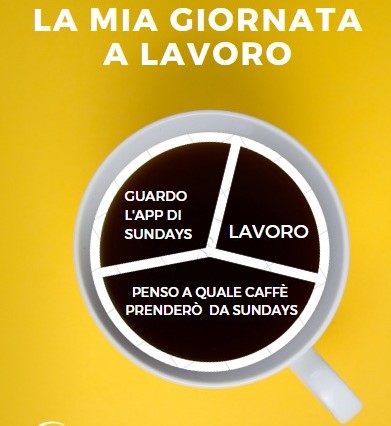 LA MIA GIORNATA
A LAVORO
GUARDO
L'APP DI
SUNDAYS
LAVORO
PENSO A QUALE CAFFÈ
PRENDERÒ DA SUNDAYS